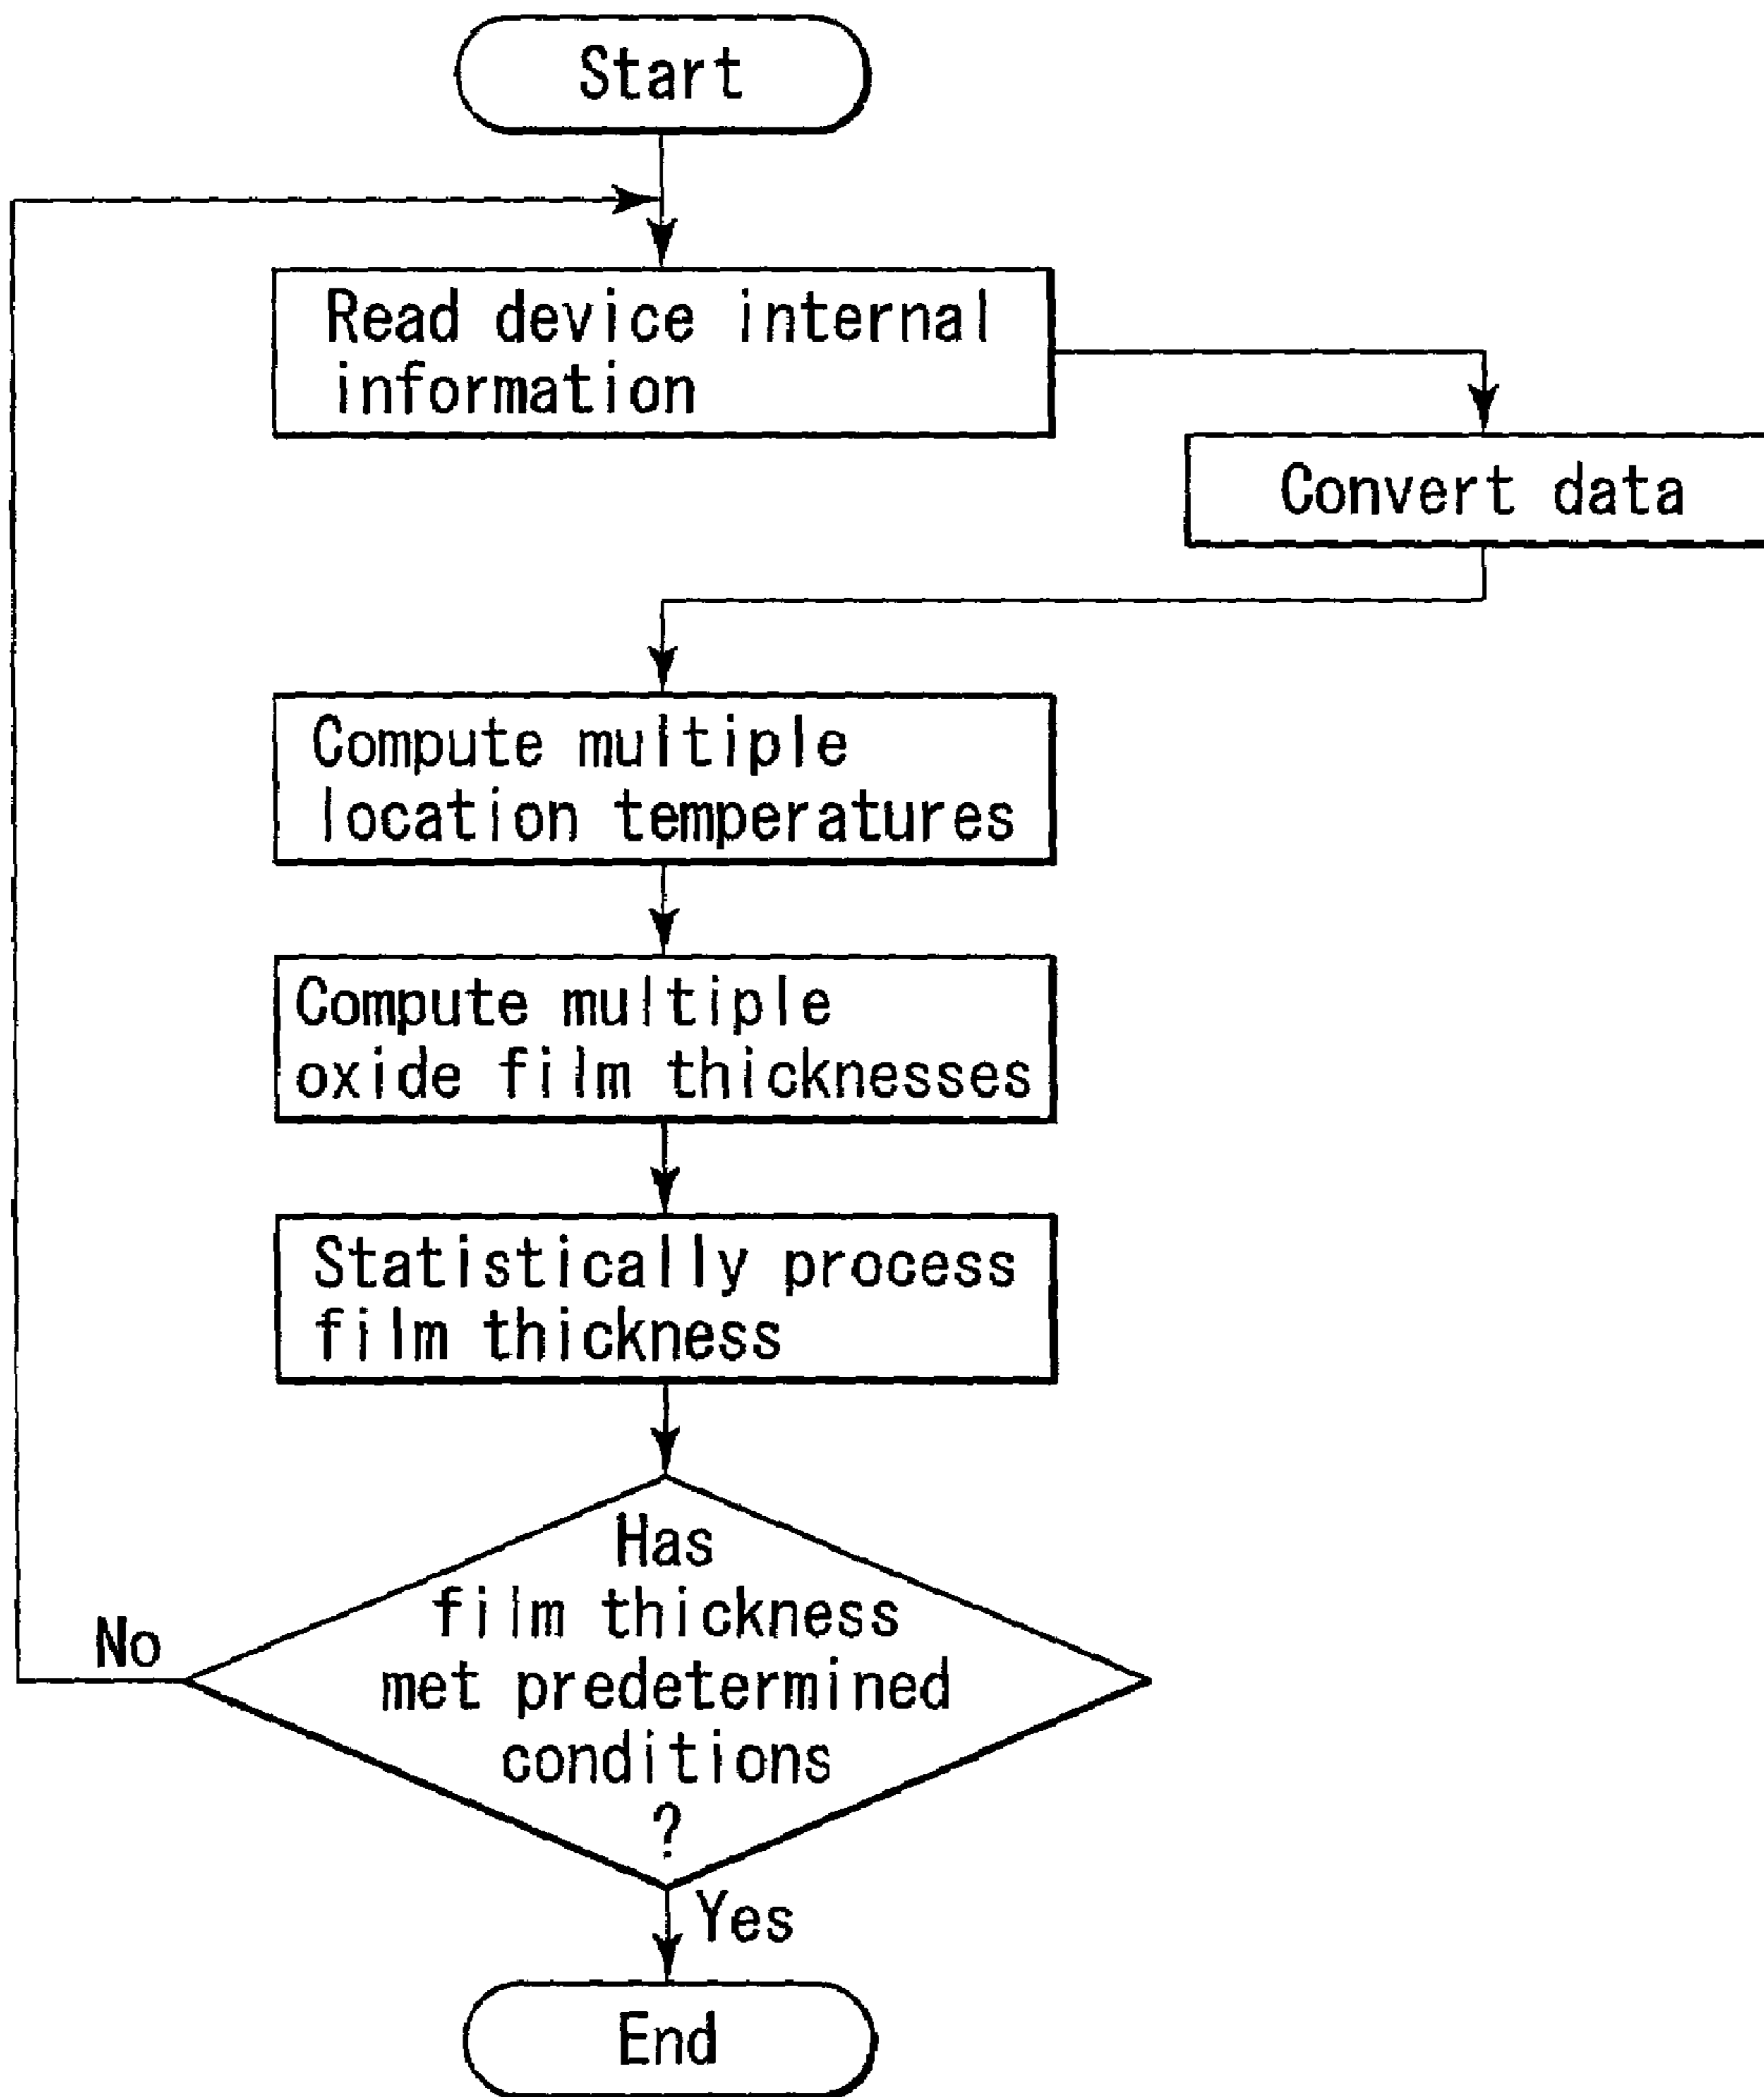 Start
Read device internal
information
Convert data
Compute multiple
location temperatures
Compute multiple
oxide film thicknesses
Statistically process
film thickness
Has
film thickness
met predetermined
conditions
?
No
Yes
End